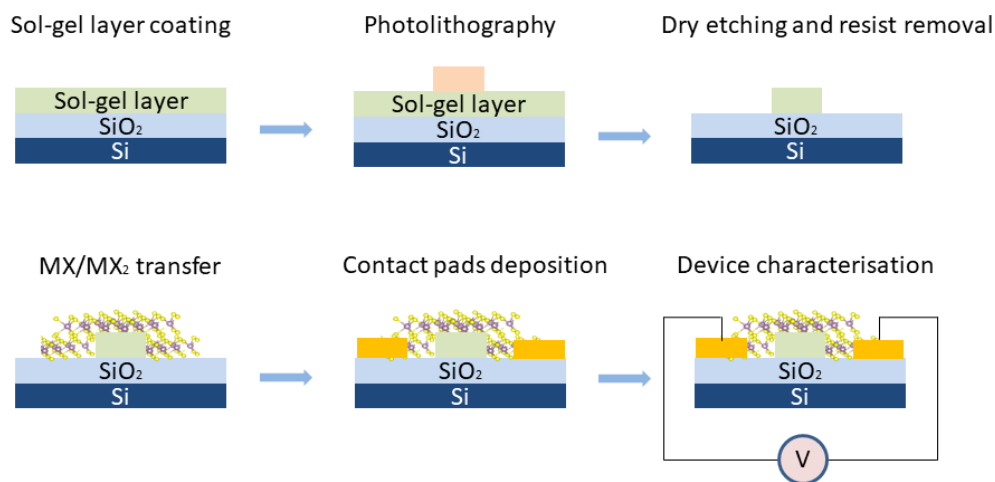 Sol-gel layer coating
Photolithography
Dry etching and resist removal
Sol-gel layer
SiO₂
Si
Sol-gel layer
SiO₂
Si
SiO₂
Si
MX/MX₂ transfer
Contact pads deposition
Device characterisation
SiO₂
Si
SiO₂
Si
SiO₂
Si
V